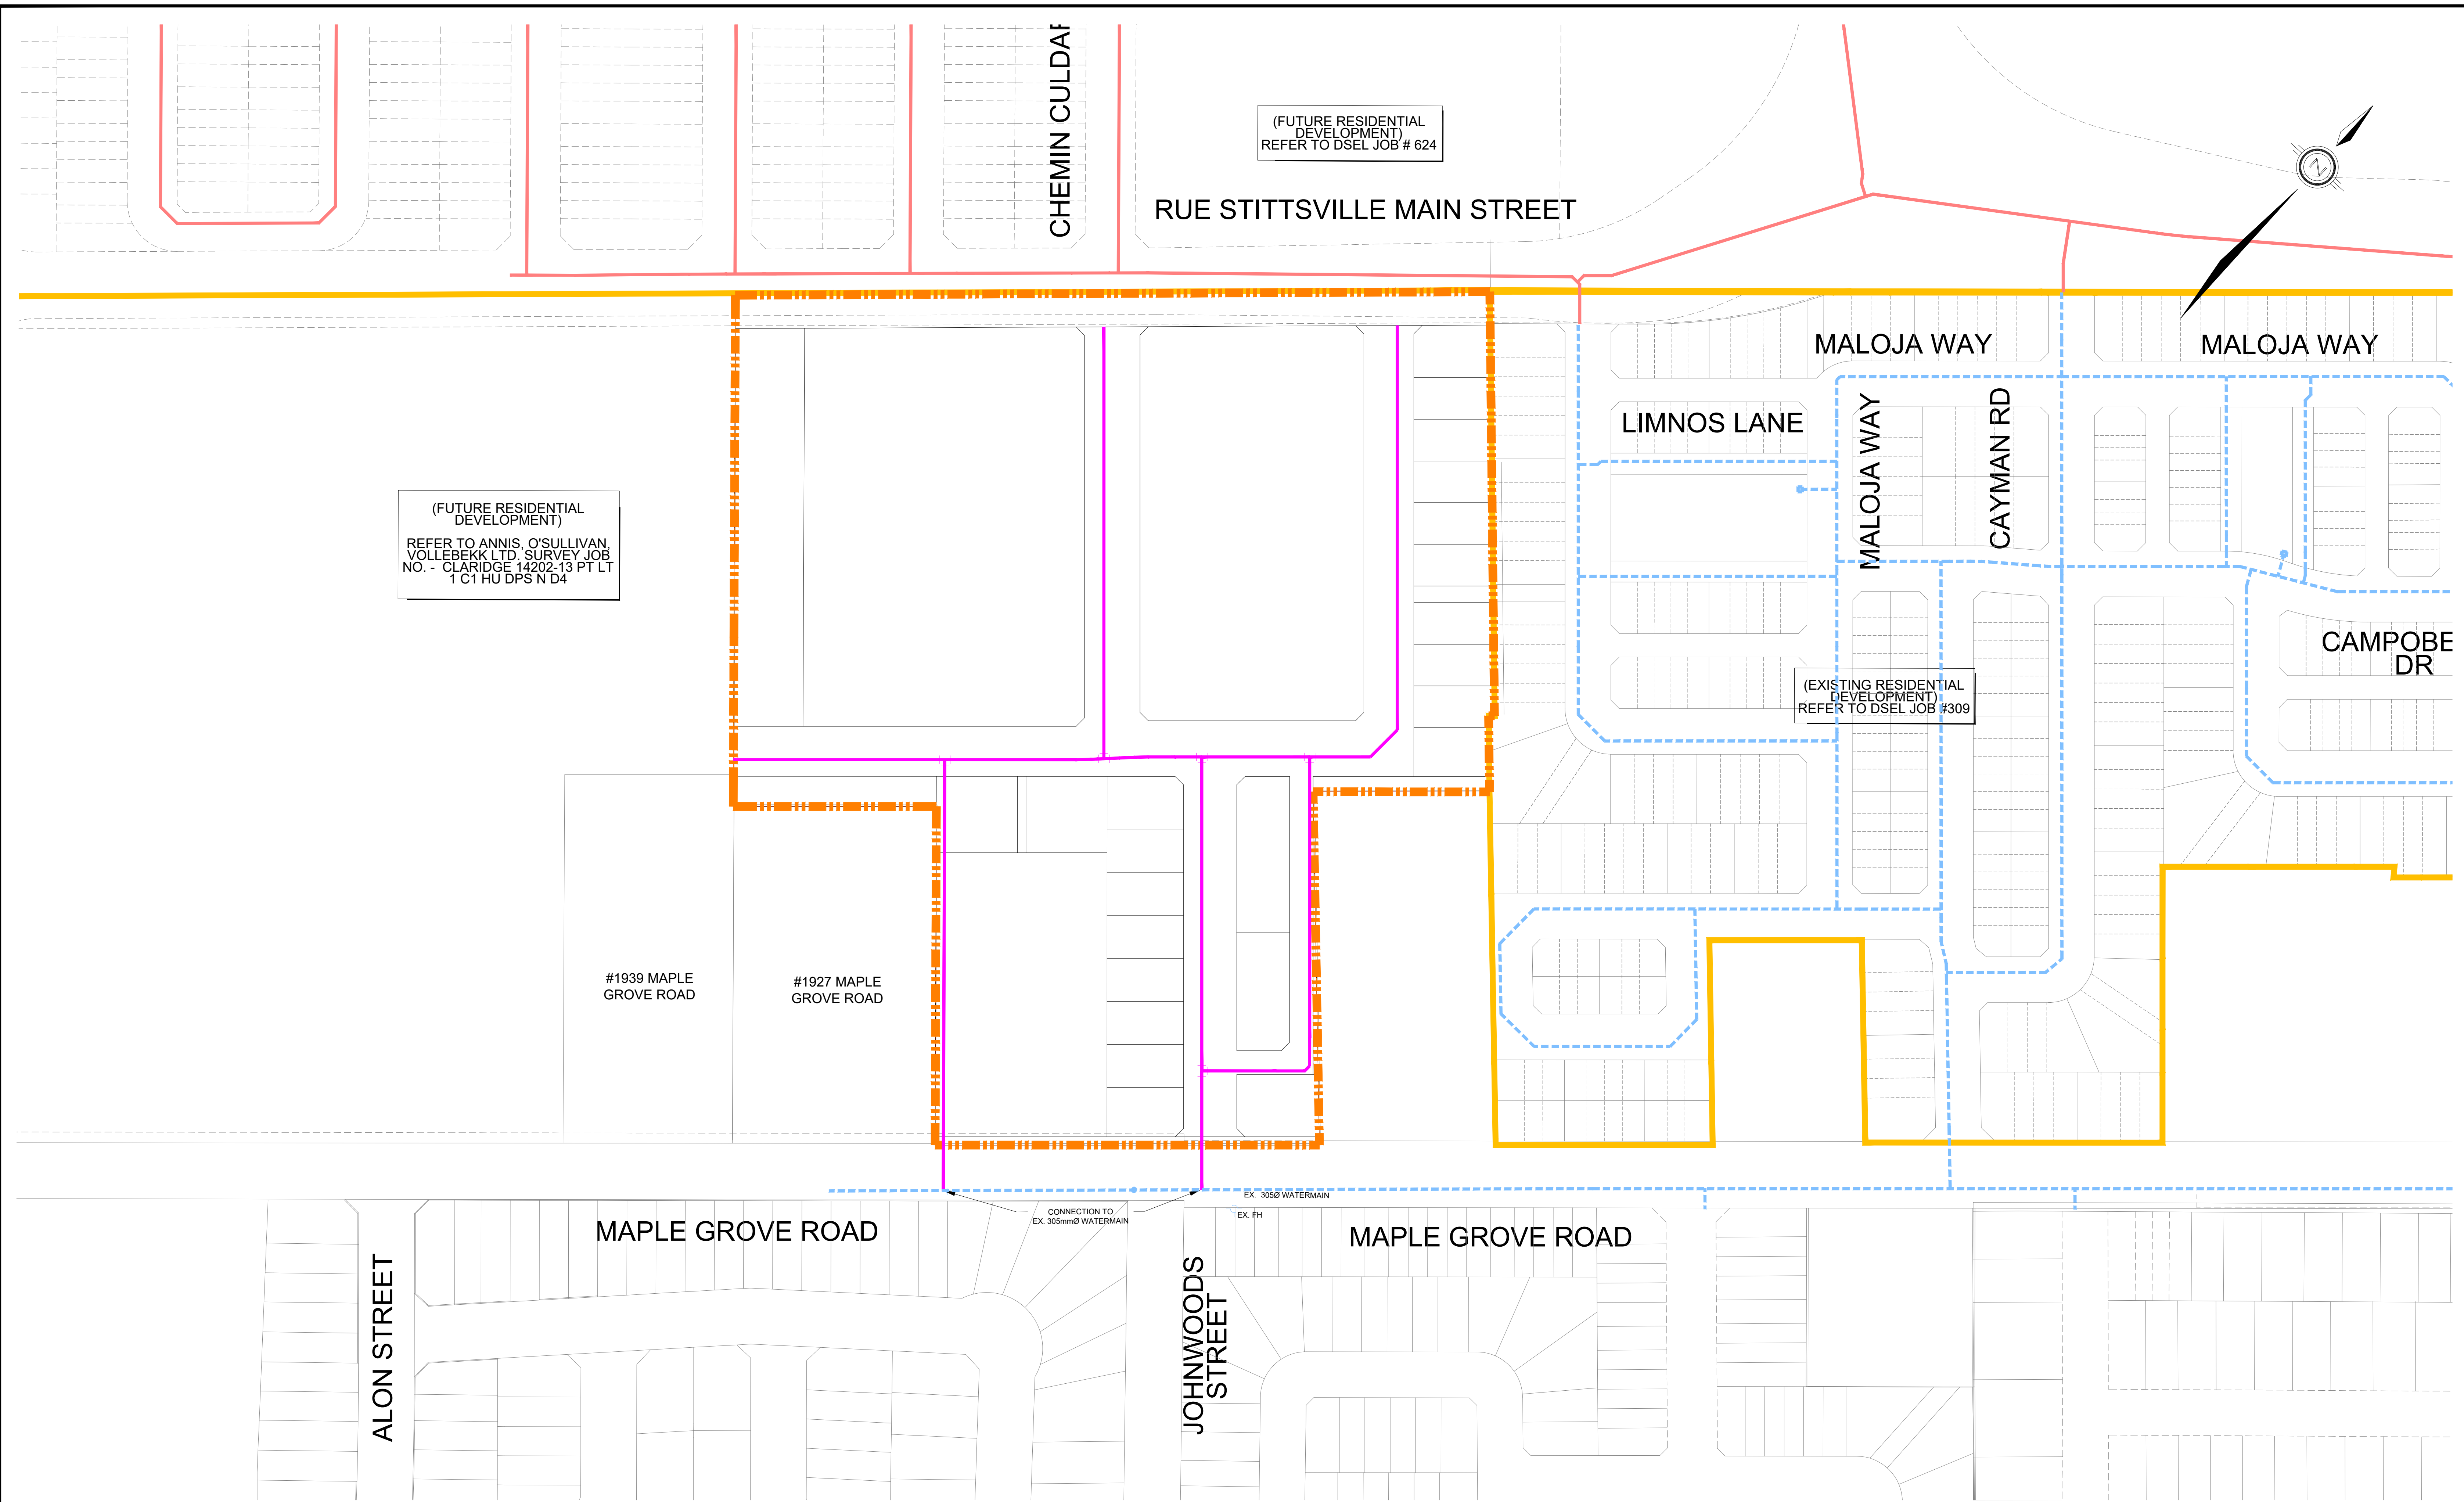 CHEMIN CULDAF
(FUTURE RESIDENTIAL
DEVELOPMENT)
REFER TO DSEL JOB # 624
RUE STITTSVILLE MAIN STREET
N
MALOJA WAY
MALOJA WAY
LIMNOS LANE
MALOJA WAY
CAYMAN RD
(FUTURE RESIDENTIAL
DEVELOPMENT)
REFER TO ANNIS, O'SULLIVAN,
VOLLEBEKK LTD. SURVEY JOB
NO. - CLARIDGE 14202-13 PT LT
1 C1 HU DPS N D4
CAMPOBE
DR
(EXISTING RESIDENTIAL
DEVELOPMENT)
REFER TO DSEL JOB #309
#1939 MAPLE
GROVE ROAD
#1927 MAPLE
GROVE ROAD
EX. 305Ø WATERMAIN
CONNECTION TO
EX. 305mmØ WATERMAIN
EX. FH
MAPLE GROVE ROAD
MAPLE GROVE ROAD
ALON STREET
JOHNWOODS
STREET